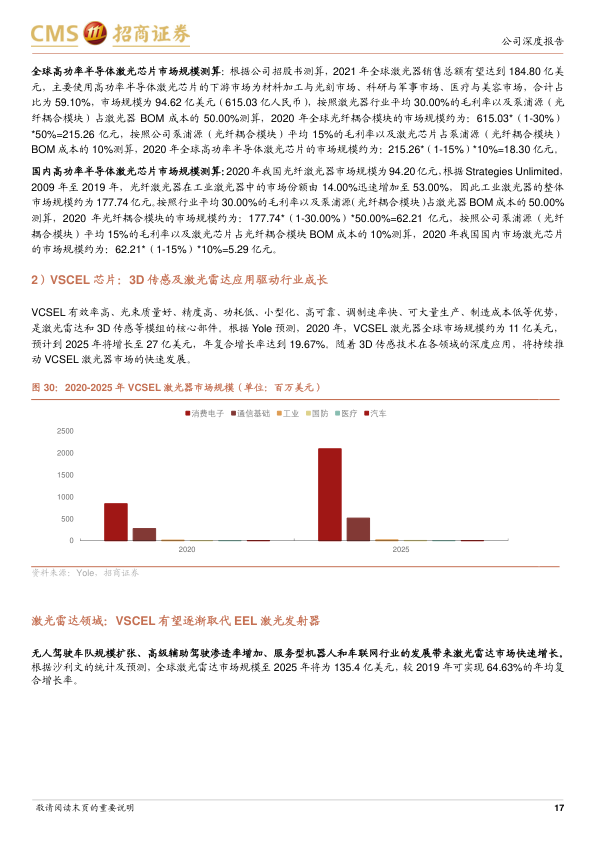 CMS 招商证券
公司深度报告
全球高功率半导体激光芯片市场规模测算：根据公司招股书测算，2021 年全球激光器销售总额有望达到 184.80 亿美
元，主要使用高功率半导体激光芯片的下游市场为材料加工与光刻市场、科研与军事市场、医疗与美容市场，合计占
比为 59.10%，市场规模为 94.62 亿美元（615.03 亿人民币），按照激光器行业平均 30.00%的毛利率以及泵浦源（光
纤耦合模块）占激光器 BOM 成本的 50.00%测算，2020 年全球光纤耦合模块的市场规模约为：615.03*（1-30%）
*50%=215.26 亿元，按照公司泵浦源（光纤耦合模块）平均 15%的毛利率以及激光芯片占泵浦源（光纤耦合模块）
BOM 成本的 10%测算，2020 年全球高功率半导体激光芯片的市场规模约为：215.26*（1-15%）*10%=18.30 亿元。
国内高功率半导体激光芯片市场规模测算：2020 年我国光纤激光器市场规模为 94.20 亿元，根据 Strategies Unlimited，
2009 年至 2019 年，光纤激光器在工业激光器中的市场份额由 14.00%迅速增加至 53.00%，因此工业激光器的整体
市场规模约为 177.74 亿元。按照行业平均 30.00%的毛利率以及泵浦源(光纤耦合模块)占激光器 BOM 成本的 50.00%
测算，2020 年光纤耦合模块的市场规模约为：177.74*（1-30.00%）*50.00%=62.21 亿元，按照公司泵浦源（光纤
耦合模块）平均 15%的毛利率以及激光芯片占光纤耦合模块 BOM 成本的 10%测算，2020 年我国国内市场激光芯片
的市场规模约为：62.21*（1-15%）*10%=5.29 亿元。
2）VSCEL 芯片：3D 传感及激光雷达应用驱动行业成长
VCSEL 有效率高、光束质量好、精度高、功耗低、小型化、高可靠、调制速率快、可大量生产、制造成本低等优势，
是激光雷达和 3D 传感等模组的核心部件。根据 Yole 预测，2020 年，VCSEL 激光器全球市场规模约为 11 亿美元，
预计到 2025 年将增长至 27 亿美元，年复合增长率达到 19.67%。随着 3D 传感技术在各领域的深度应用，将持续推
动 VCSEL 激光器市场的快速发展。
图 30：2020-2025 年 VCSEL 激光器市场规模（单位：百万美元）
消费电子 通信基础 工业 国防 医疗 汽车
2500
2000
1500
1000
500
0
2020 2025
资料来源：Yole、招商证券
激光雷达领域：VSCEL 有望逐渐取代 EEL 激光发射器
无人驾驶车队规模扩张、高级辅助驾驶渗透率增加、服务型机器人和车联网行业的发展带来激光雷达市场快速增长。
根据沙利文的统计及预测，全球激光雷达市场规模至 2025 年将为 135.4 亿美元，较 2019 年可实现 64.63%的年均复
合增长率。
敬请阅读末页的重要说明
17